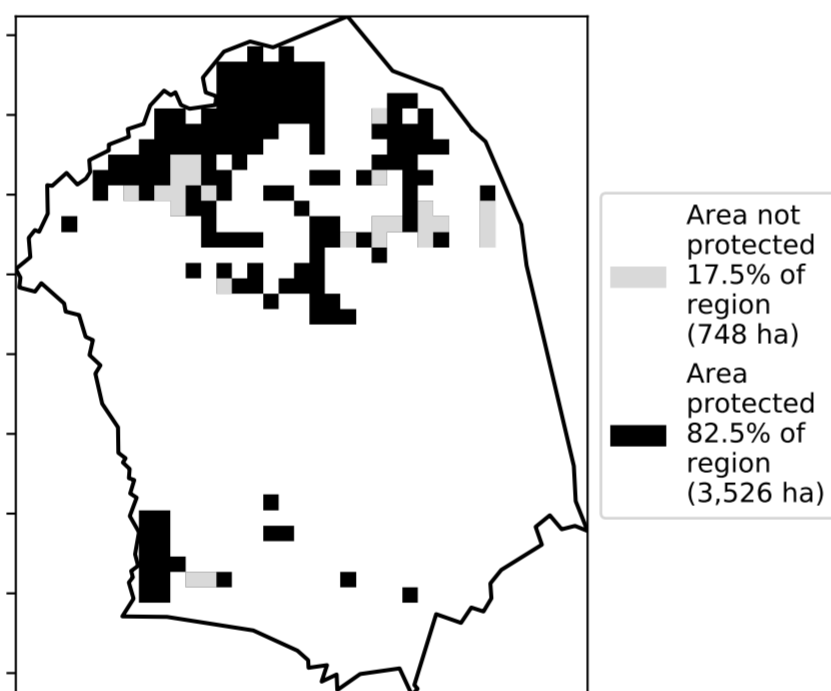 Area not
protected
17.5% of
region
(748 ha)
Area
protected
82.5% of
region
(3,526 ha)